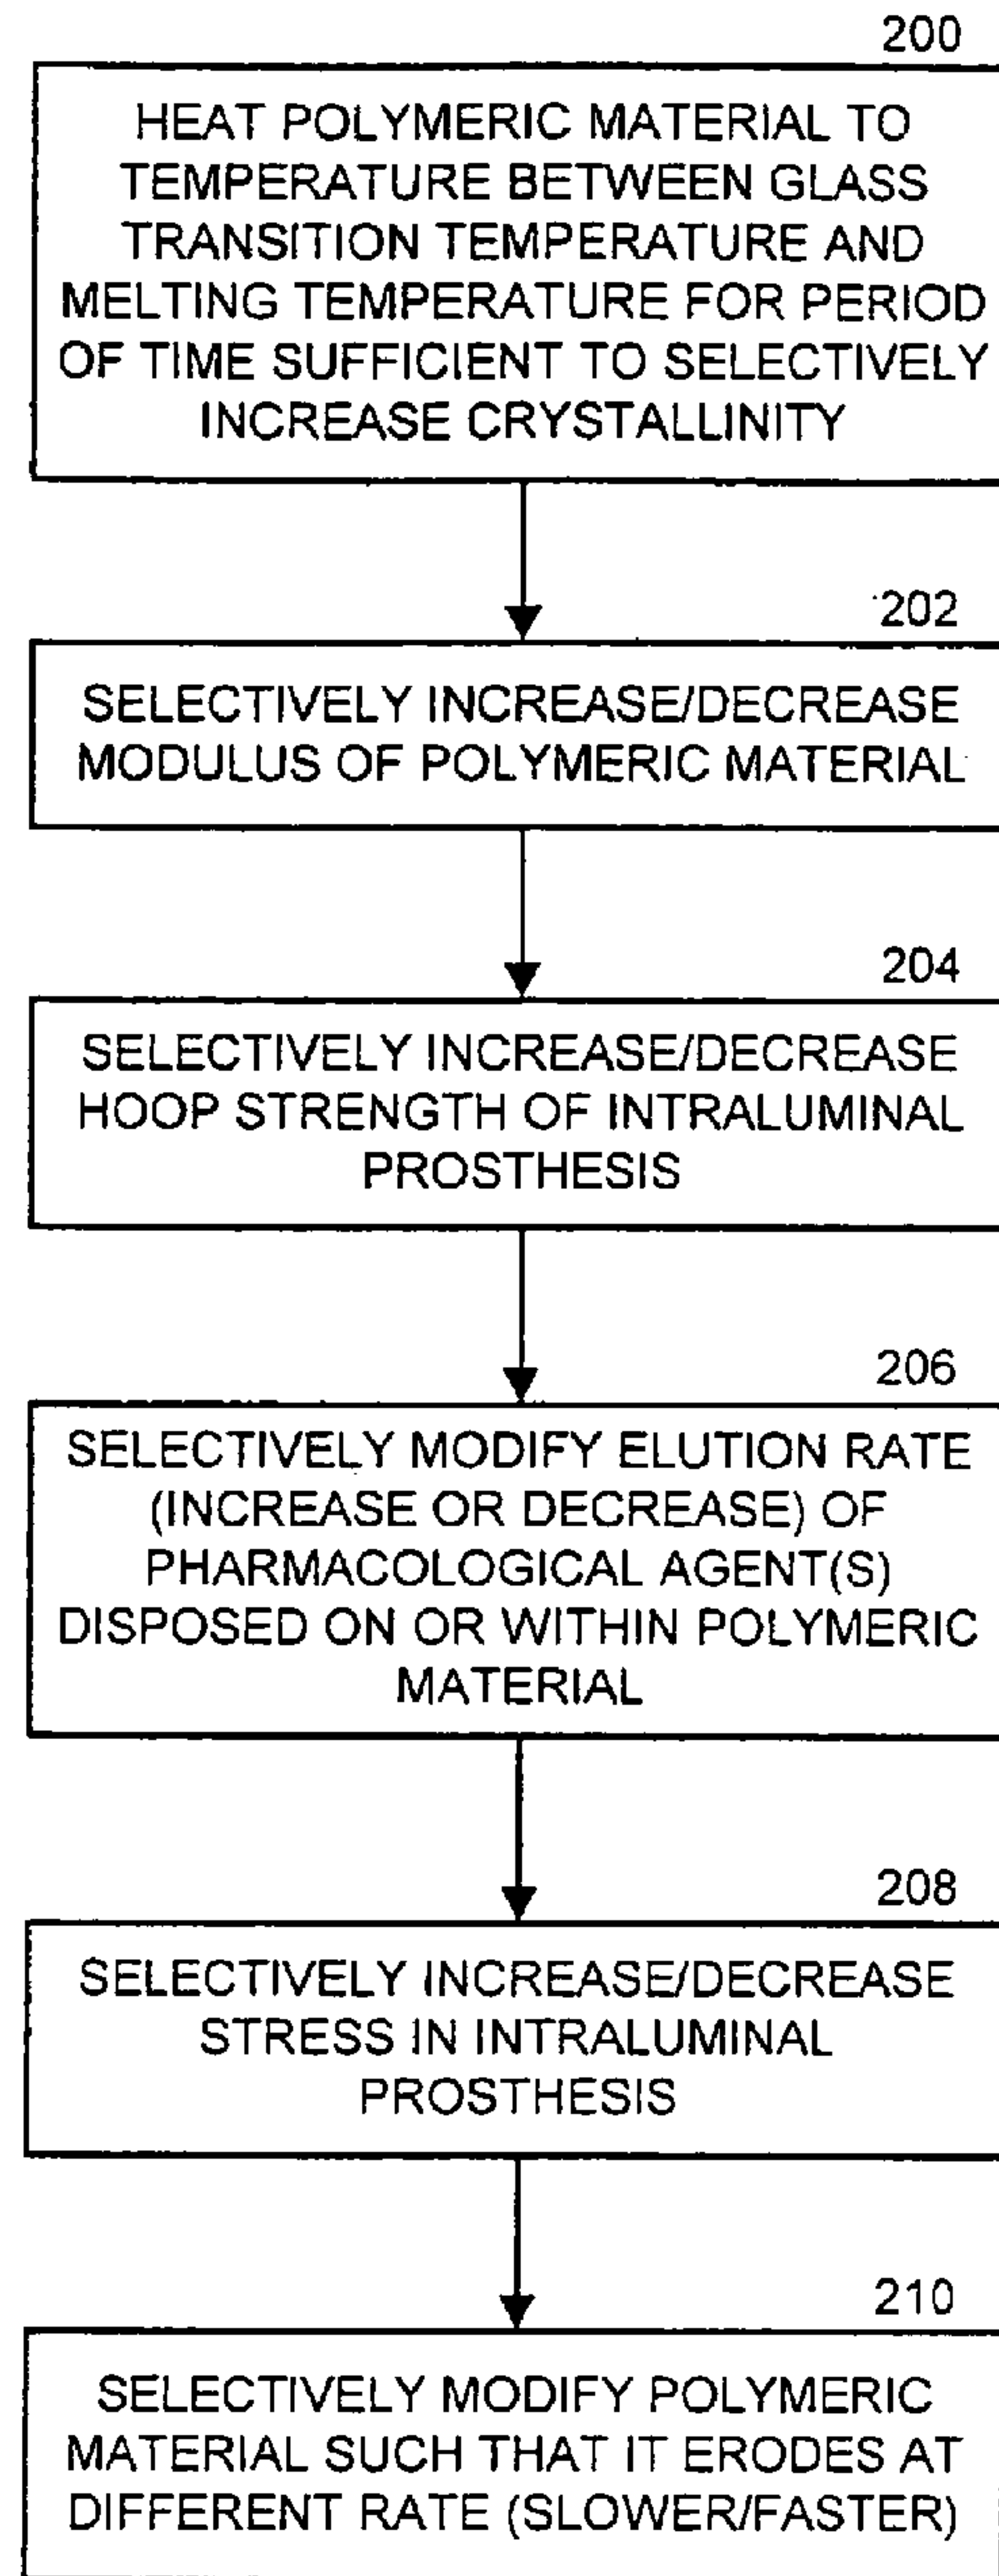 200
HEAT POLYMERIC MATERIAL TO
TEMPERATURE BETWEEN GLASS
TRANSITION TEMPERATURE AND
MELTING TEMPERATURE FOR PERIOD
OF TIME SUFFICIENT TO SELECTIVELY
INCREASE CRYSTALLINITY
202
SELECTIVELY INCREASE/DECREASE
MODULUS OF POLYMERIC MATERIAL
204
SELECTIVELY INCREASE/DECREASE
HOOP STRENGTH OF INTRALUMINAL
PROSTHESIS
206
SELECTIVELY MODIFY ELUTION RATE
(INCREASE OR DECREASE) OF
PHARMACOLOGICAL AGENT(S)
DISPOSED ON OR WITHIN POLYMERIC
MATERIAL
208
SELECTIVELY INCREASE/DECREASE
STRESS IN INTRALUMINAL
PROSTHESIS
210
SELECTIVELY MODIFY POLYMERIC
MATERIAL SUCH THAT IT ERODES AT
DIFFERENT RATE (SLOWER/FASTER)